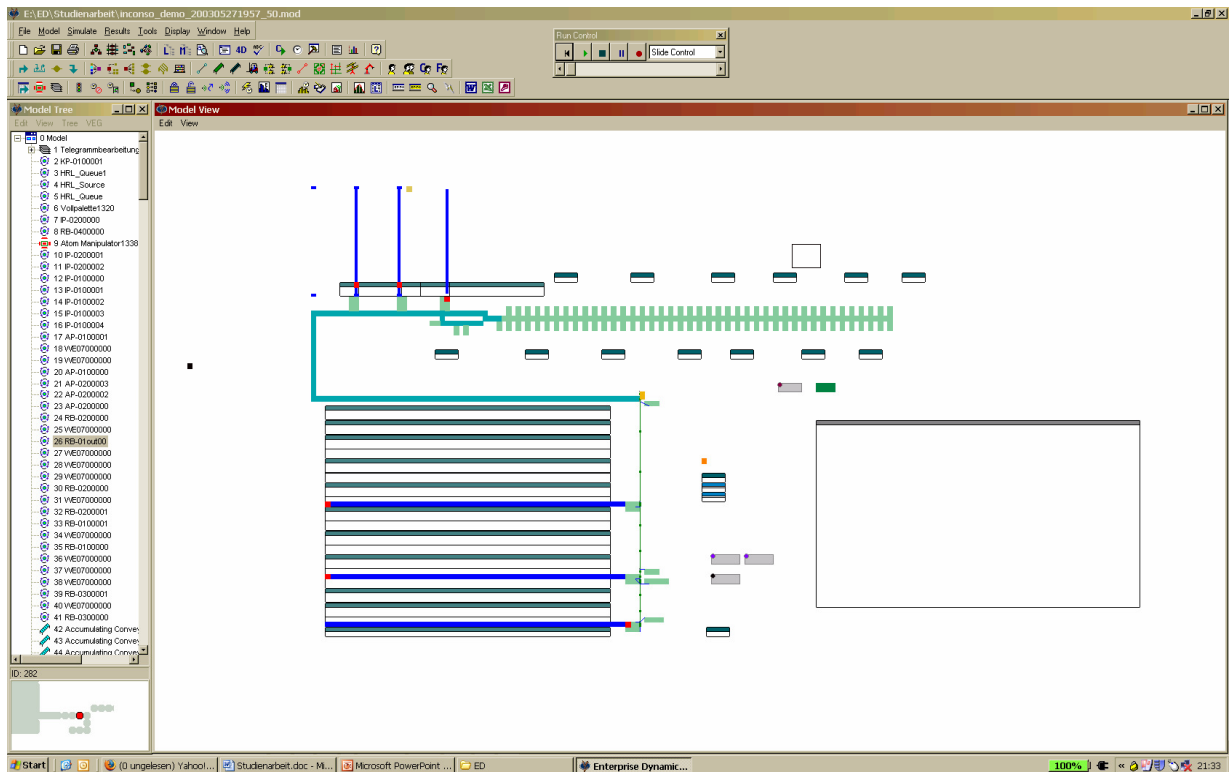 E:\ED\Studienarbeit\inconso_demo_200305271957_50.mod
File Model Simulate Results Tools Display Window Help
Run Control
Slide Control
4D
Model Tree
Edit View Tree VEG
0 Model
1 Telegrammbearbeitung
2 KP-0100001
3 HRL_Queue1
4 HRL_Source
5 HRL_Queue
6 Vollpalette1320
7 IP-0200000
8 RB-0400000
9 Atom Manipulator1338
10 IP-0200001
11 IP-0200002
12 IP-0100000
13 IP-0100001
14 IP-0100002
15 IP-0100003
16 IP-0100004
17 AP-0100001
18 WE07000000
19 WE07000000
20 AP-0100000
21 AP-0200003
22 AP-0200002
23 AP-0200000
24 RB-0200000
25 WE07000000
26 RB-01out00
27 WE07000000
28 WE07000000
29 WE07000000
30 RB-0200000
31 WE07000000
32 RB-0200001
33 RB-0100001
34 WE07000000
35 RB-0100000
36 WE07000000
37 WE07000000
38 WE07000000
39 RB-0300001
40 WE07000000
41 RB-0300000
42 Accumulating Convey
43 Accumulating Convey
44 Accumulating Convey
ID: 282
Model View
Edit View
Start
(0 ungelesen) Yahoo!...
Studienarbeit.doc - Mi...
Microsoft PowerPoint ...
ED
Enterprise Dynamic...
100%
21:33